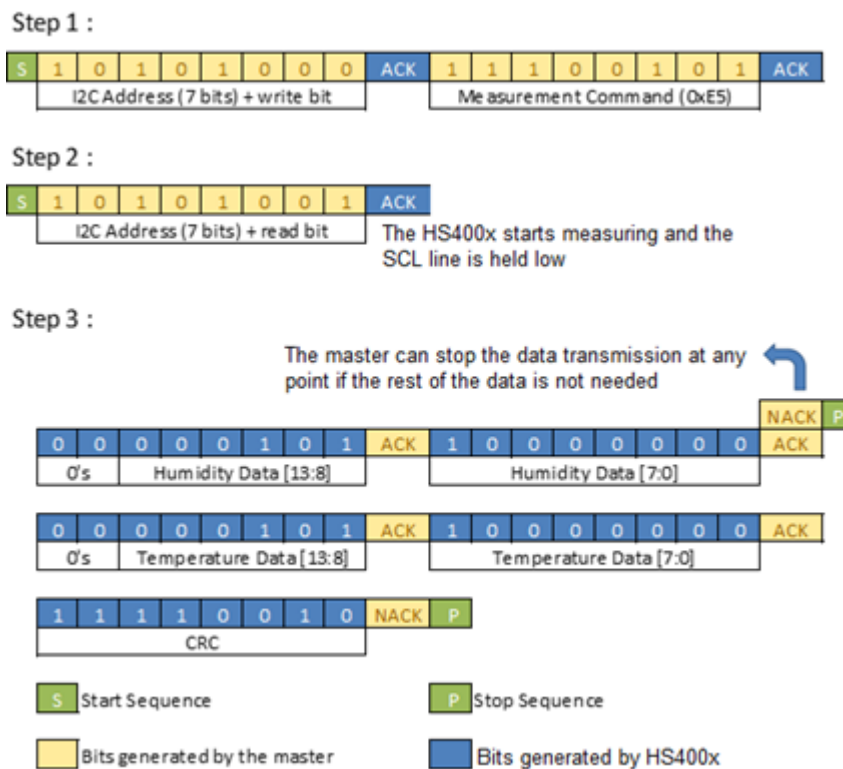 Step 1 :
S 1 0 1 0 1 0 0 0 ACK 1 1 1 0 0 1 0 1 ACK
I2C Address (7 bits) + write bit Measurement Command (0xE5)
Step 2 :
S 1 0 1 0 1 0 0 1 ACK
I2C Address (7 bits) + read bit
The HS400x starts measuring and the
SCL line is held low
Step 3 :
The master can stop the data transmission at any
point if the rest of the data is not needed
NACK P
0 0 0 0 0 1 0 1 ACK 1 0 0 0 0 0 0 0 ACK
0's Humidity Data [13:8] Humidity Data [7:0]
0 0 0 0 0 1 0 1 ACK 1 0 0 0 0 0 0 0 ACK
0's Temperature Data [13:8] Temperature Data [7:0]
1 1 1 1 0 0 1 0 NACK P
CRC
S Start Sequence P Stop Sequence
Bits generated by the master Bits generated by HS400x